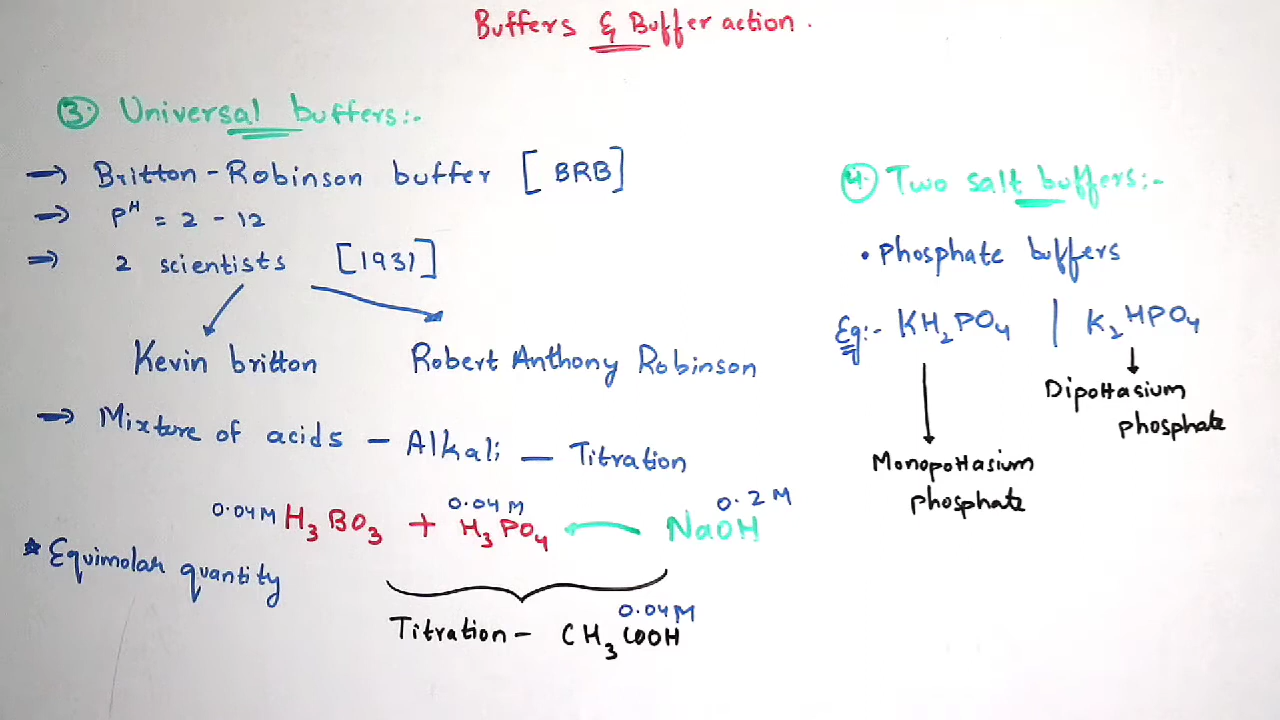 Buffers & Buffer action.
3. Universal buffers:-
→ Britton-Robinson buffer [BRB]
→ pH = 2 - 12
→ 2 scientists [1931]
Kevin britton Robert Anthony Robinson
→ Mixture of acids - Alkali - Titration
0.04M H3BO3 + 0.04M H3PO4 ← 0.2M NaOH
* Equimolar quantity
Titration - 0.04M CH3COOH
4. Two salt buffers:-
• Phosphate buffers
Eg:- KH2PO4 | K2HPO4
Dipottasium
phosphate
Monopottasium
phosphate